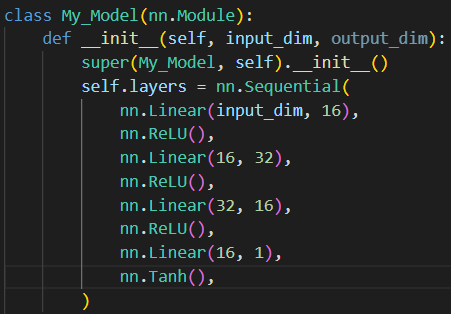 class My_Model(nn.Module):
    def __init__(self, input_dim, output_dim):
        super(My_Model, self).__init__()
        self.layers = nn.Sequential(
            nn.Linear(input_dim, 16),
            nn.ReLU(),
            nn.Linear(16, 32),
            nn.ReLU(),
            nn.Linear(32, 16),
            nn.ReLU(),
            nn.Linear(16, 1),
            nn.Tanh(),
        )